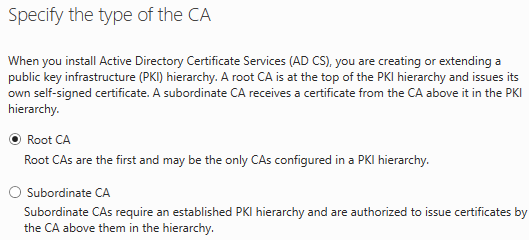 Specify the type of the CA
When you install Active Directory Certificate Services (AD CS), you are creating or extending a
public key infrastructure (PKI) hierarchy. A root CA is at the top of the PKI hierarchy and issues its
own self-signed certificate. A subordinate CA receives a certificate from the CA above it in the PKI
hierarchy.
Root CA
Root CAs are the first and may be the only CAs configured in a PKI hierarchy.
Subordinate CA
Subordinate CAs require an established PKI hierarchy and are authorized to issue certificates by
the CA above them in the hierarchy.